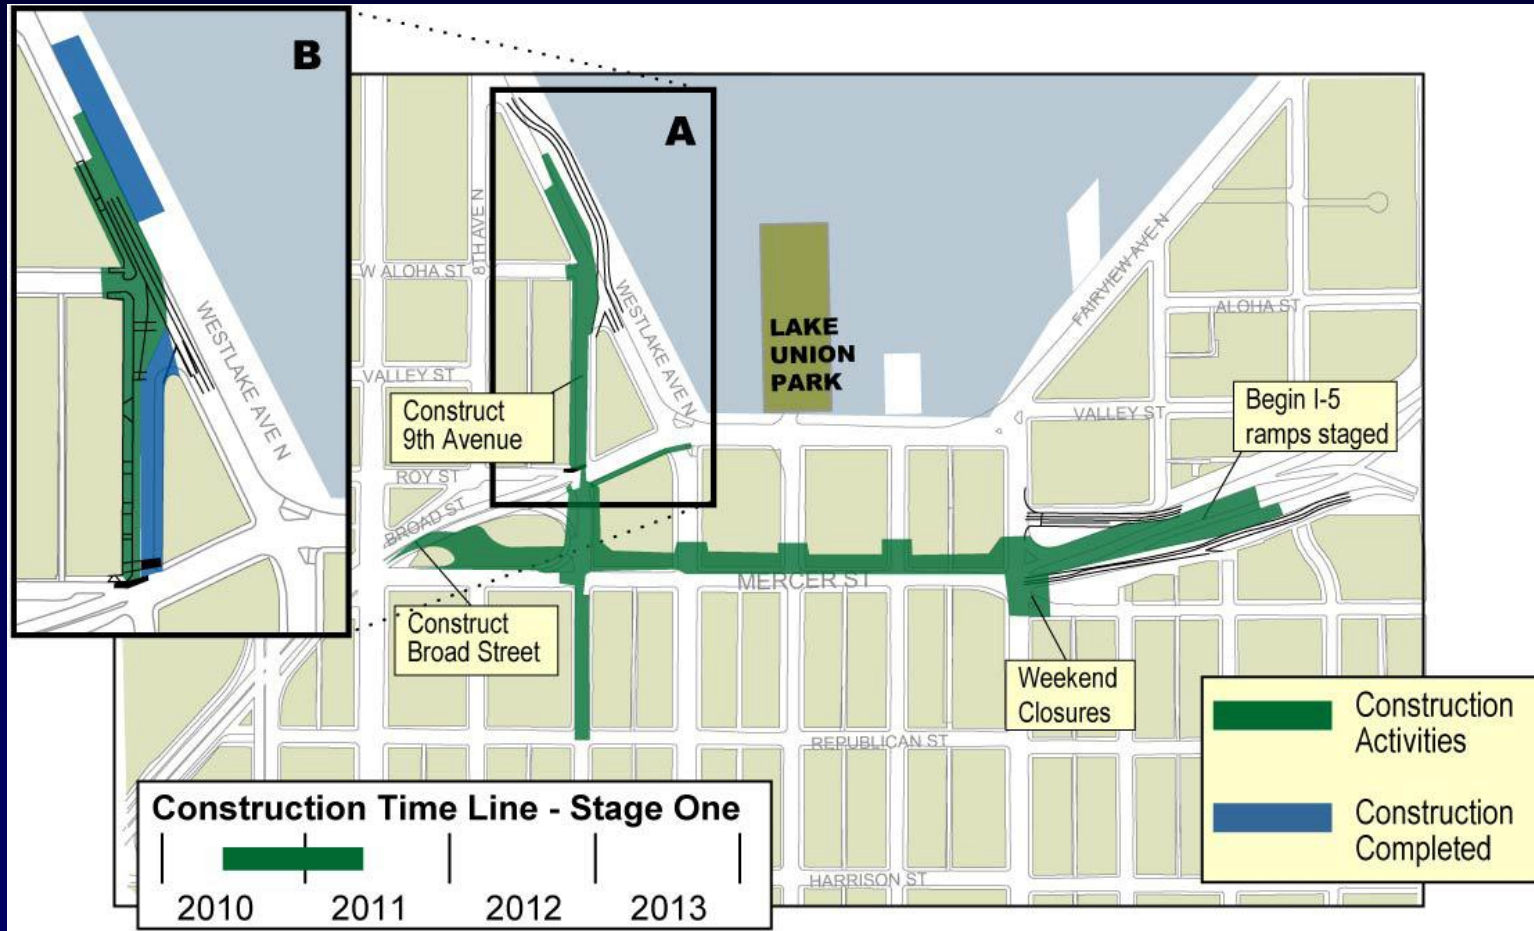 B
A
8TH AVE N
W ALOHA ST
WESTLAKE AVE N
WESTLAKE AVE N
FAIRVIEW AVE N
ALOHA ST
LAKE
UNION
PARK
VALLEY ST
VALLEY ST
Construct
9th Avenue
Begin I-5
ramps staged
ROY ST
BROAD ST
MERCER ST
Construct
Broad Street
Weekend
Closures
REPUBLICAN ST
HARRISON ST
Construction
Activities
Construction
Completed
Construction Time Line - Stage One
2010 2011 2012 2013